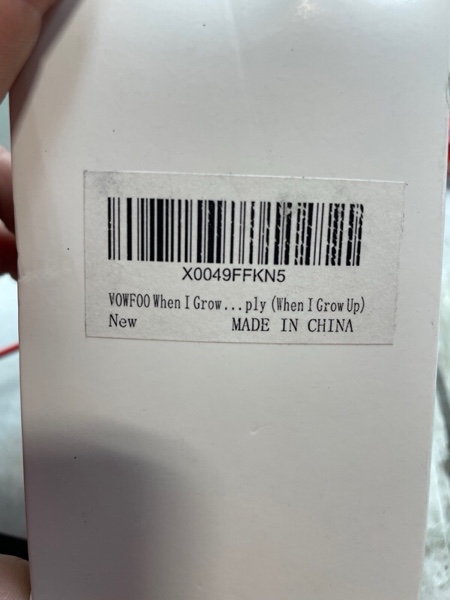 X0049FFKN5
VOWFOO When I Grow...ply (When I Grow Up)
New MADE IN CHINA